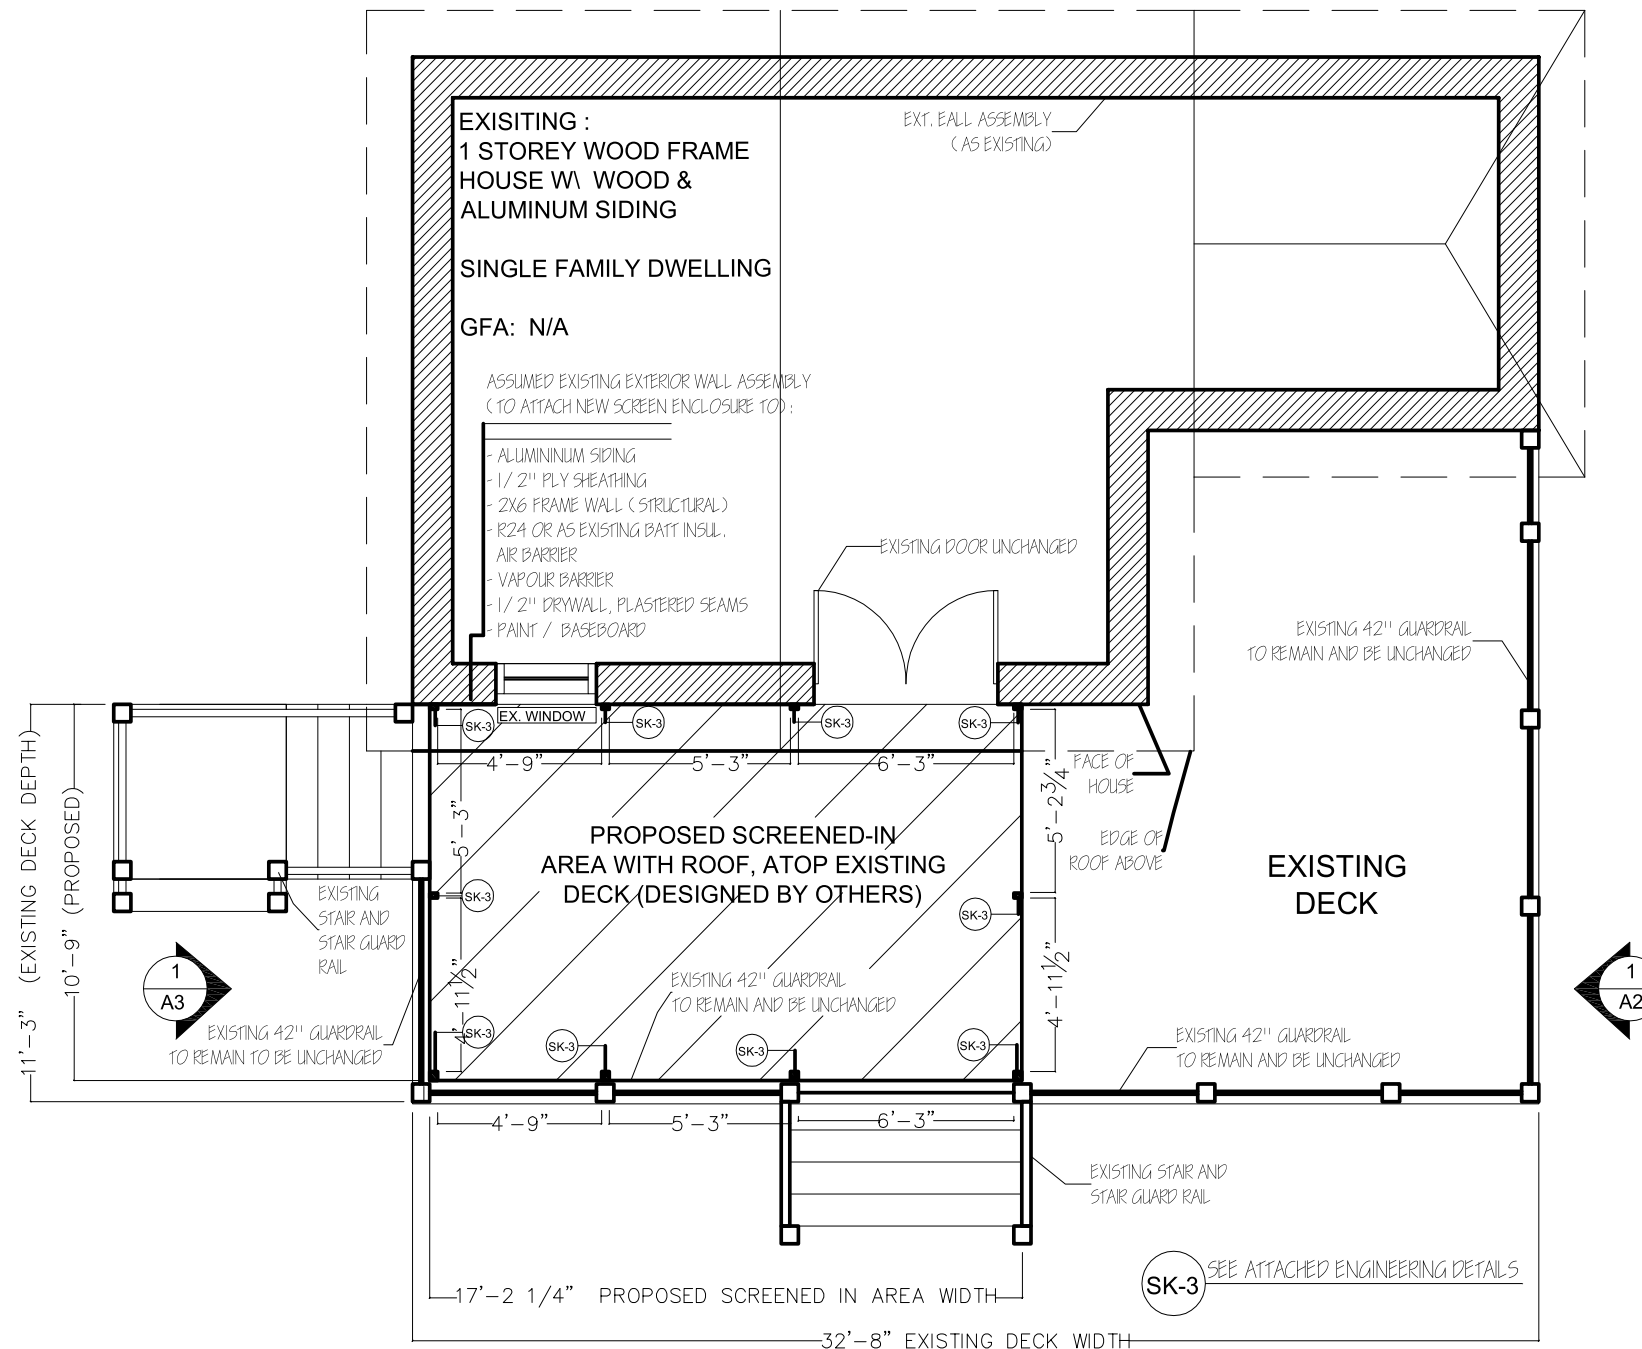 EXISITING :
1 STOREY WOOD FRAME
HOUSE W\ WOOD &
ALUMINUM SIDING
SINGLE FAMILY DWELLING
GFA: N/A
EXT. EALL ASSEMBLY
(AS EXISTING)
ASSUMED EXISTING EXTERIOR WALL ASSEMBLY
(TO ATTACH NEW SCREEN ENCLOSURE TO):
- ALUMININUM SIDING
- 1/2" PLY SHEATHING
- 2X6 FRAME WALL (STRUCTURAL)
- R24 OR AS EXISTING BATT INSUL.
AIR BARRIER
- VAPOUR BARRIER
- 1/2" DRYWALL, PLASTERED SEAMS
- PAINT / BASEBOARD
EXISTING DOOR UNCHANGED
EXISTING 42" GUARDRAIL
TO REMAIN AND BE UNCHANGED
EX. WINDOW
SK-3
SK-3
SK-3
SK-3
4'-9"
5'-3"
6'-3"
FACE OF
HOUSE
EDGE OF
ROOF ABOVE
5'-3"
5'-2 3/4"
PROPOSED SCREENED-IN
AREA WITH ROOF, ATOP EXISTING
DECK (DESIGNED BY OTHERS)
EXISTING
DECK
SK-3
SK-3
11'-3" (EXISTING DECK DEPTH)
10'-9" (PROPOSED)
EXISTING
STAIR AND
STAIR GUARD
RAIL
1
A3
1
A2
4'-11 1/2"
4'-11 1/2"
EXISTING 42" GUARDRAIL
TO REMAIN AND BE UNCHANGED
EXISTING 42" GUARDRAIL
TO REMAIN TO BE UNCHANGED
SK-3
SK-3
SK-3
SK-3
EXISTING 42" GUARDRAIL
TO REMAIN AND BE UNCHANGED
4'-9"
5'-3"
6'-3"
EXISTING STAIR AND
STAIR GUARD RAIL
SK-3
SEE ATTACHED ENGINEERING DETAILS
17'-2 1/4" PROPOSED SCREENED IN AREA WIDTH
32'-8" EXISTING DECK WIDTH